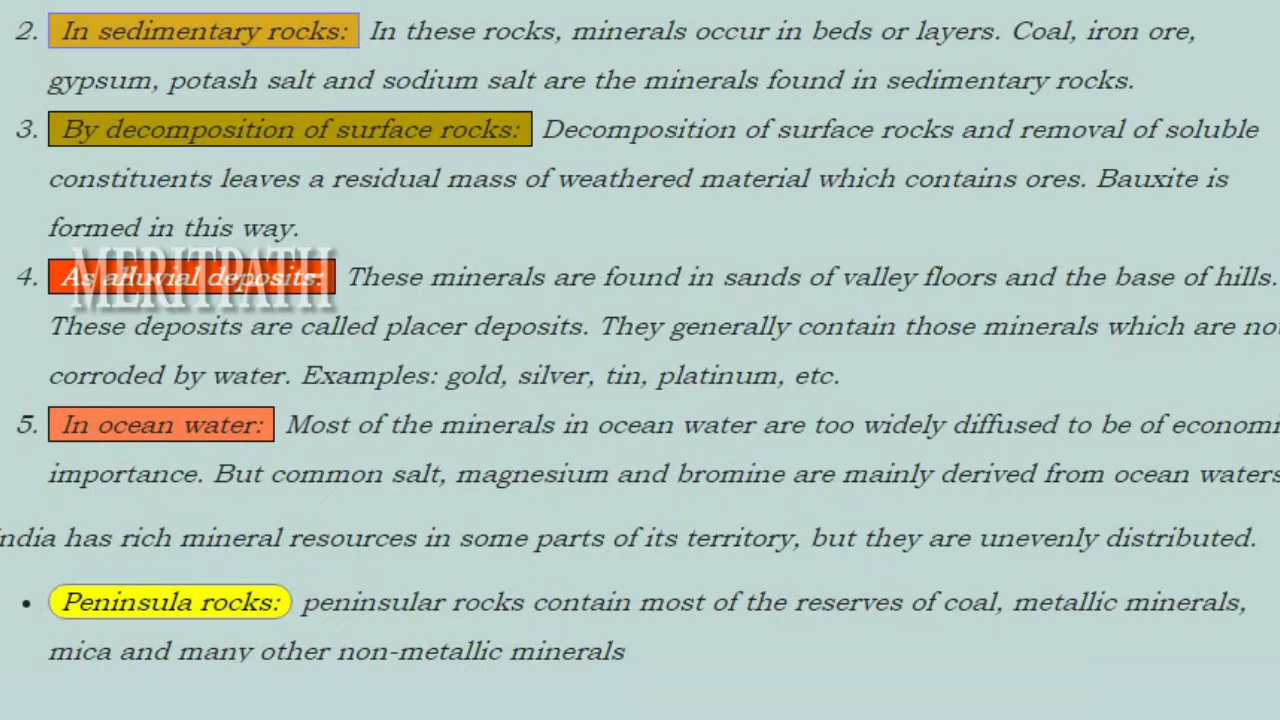 2. In sedimentary rocks: In these rocks, minerals occur in beds or layers. Coal, iron ore,
gypsum, potash salt and sodium salt are the minerals found in sedimentary rocks.
3. By decomposition of surface rocks: Decomposition of surface rocks and removal of soluble
constituents leaves a residual mass of weathered material which contains ores. Bauxite is
formed in this way.
MERITPATH
4. As alluvial deposits: These minerals are found in sands of valley floors and the base of hills.
These deposits are called placer deposits. They generally contain those minerals which are not
corroded by water. Examples: gold, silver, tin, platinum, etc.
5. In ocean water: Most of the minerals in ocean water are too widely diffused to be of economi
importance. But common salt, magnesium and bromine are mainly derived from ocean waters
India has rich mineral resources in some parts of its territory, but they are unevenly distributed.
• Peninsula rocks: peninsular rocks contain most of the reserves of coal, metallic minerals,
mica and many other non-metallic minerals